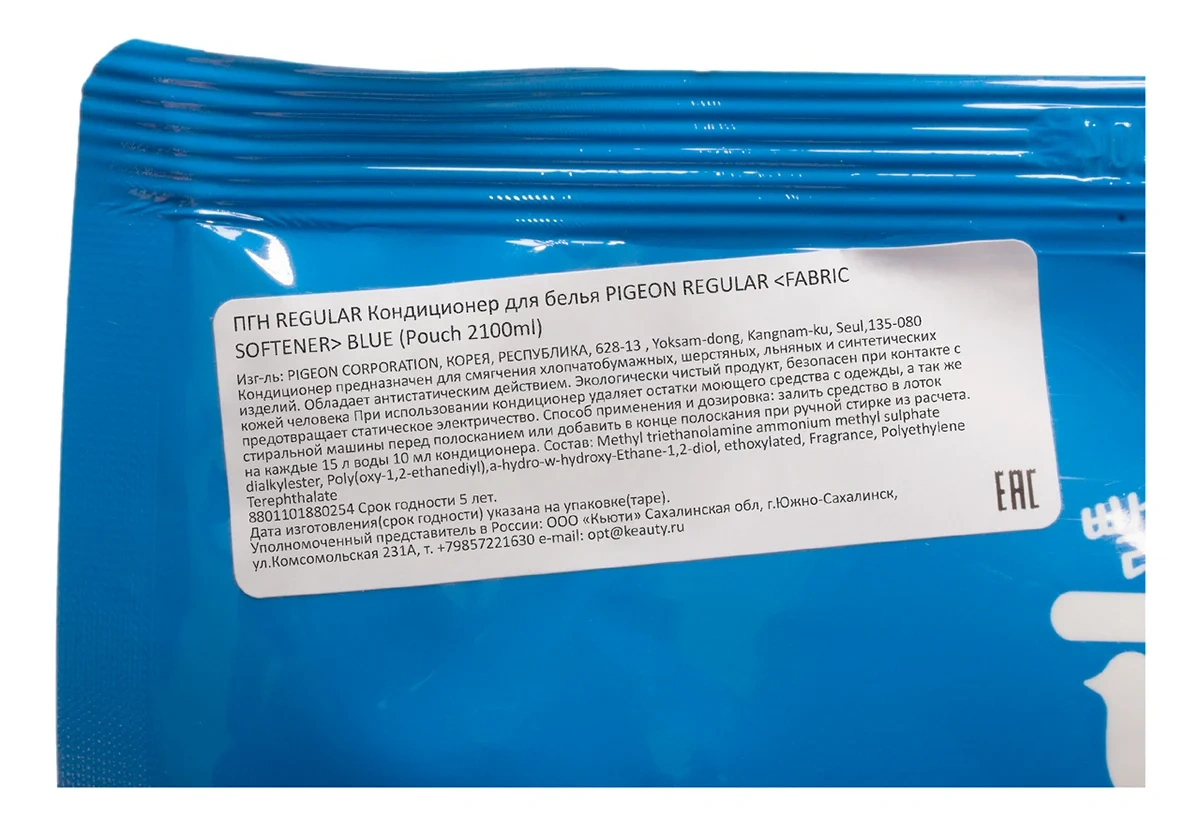 ПГН REGULAR Кондиционер для белья PIGEON REGULAR <FABRIC
SOFTENER> BLUE (Pouch 2100ml)
Изг-ль: PIGEON CORPORATION, КОРЕЯ, РЕСПУБЛИКА, 628-13 , Yoksam-dong, Kangnam-ku, Seul,135-080
Кондиционер предназначен для смягчения хлопчатобумажных, шерстяных, льняных и синтетических
изделий. Обладает антистатическим действием. Экологически чистый продукт, безопасен при контакте с
кожей человека При использовании кондиционер удаляет остатки моющего средства с одежды, а так же
предотвращает статическое электричество. Способ применения и дозировка: залить средство в лоток
стиральной машины перед полосканием или добавить в конце полоскания при ручной стирке из расчета.
на каждые 15 л воды 10 мл кондиционера. Состав: Methyl triethanolamine ammonium methyl sulphate
dialkylester, Poly(oxy-1,2-ethanediyl),a-hydro-w-hydroxy-Ethane-1,2-diol, ethoxylated, Fragrance, Polyethylene
Terephthalate
8801101880254 Срок годности 5 лет.
Дата изготовления(срок годности) указана на упаковке(таре).
Уполномоченный представитель в России: ООО «Кьюти» Сахалинская обл, г.Южно-Сахалинск,
ул.Комсомольская 231А, т. +79857221630 e-mail: opt@keauty.ru
EAC